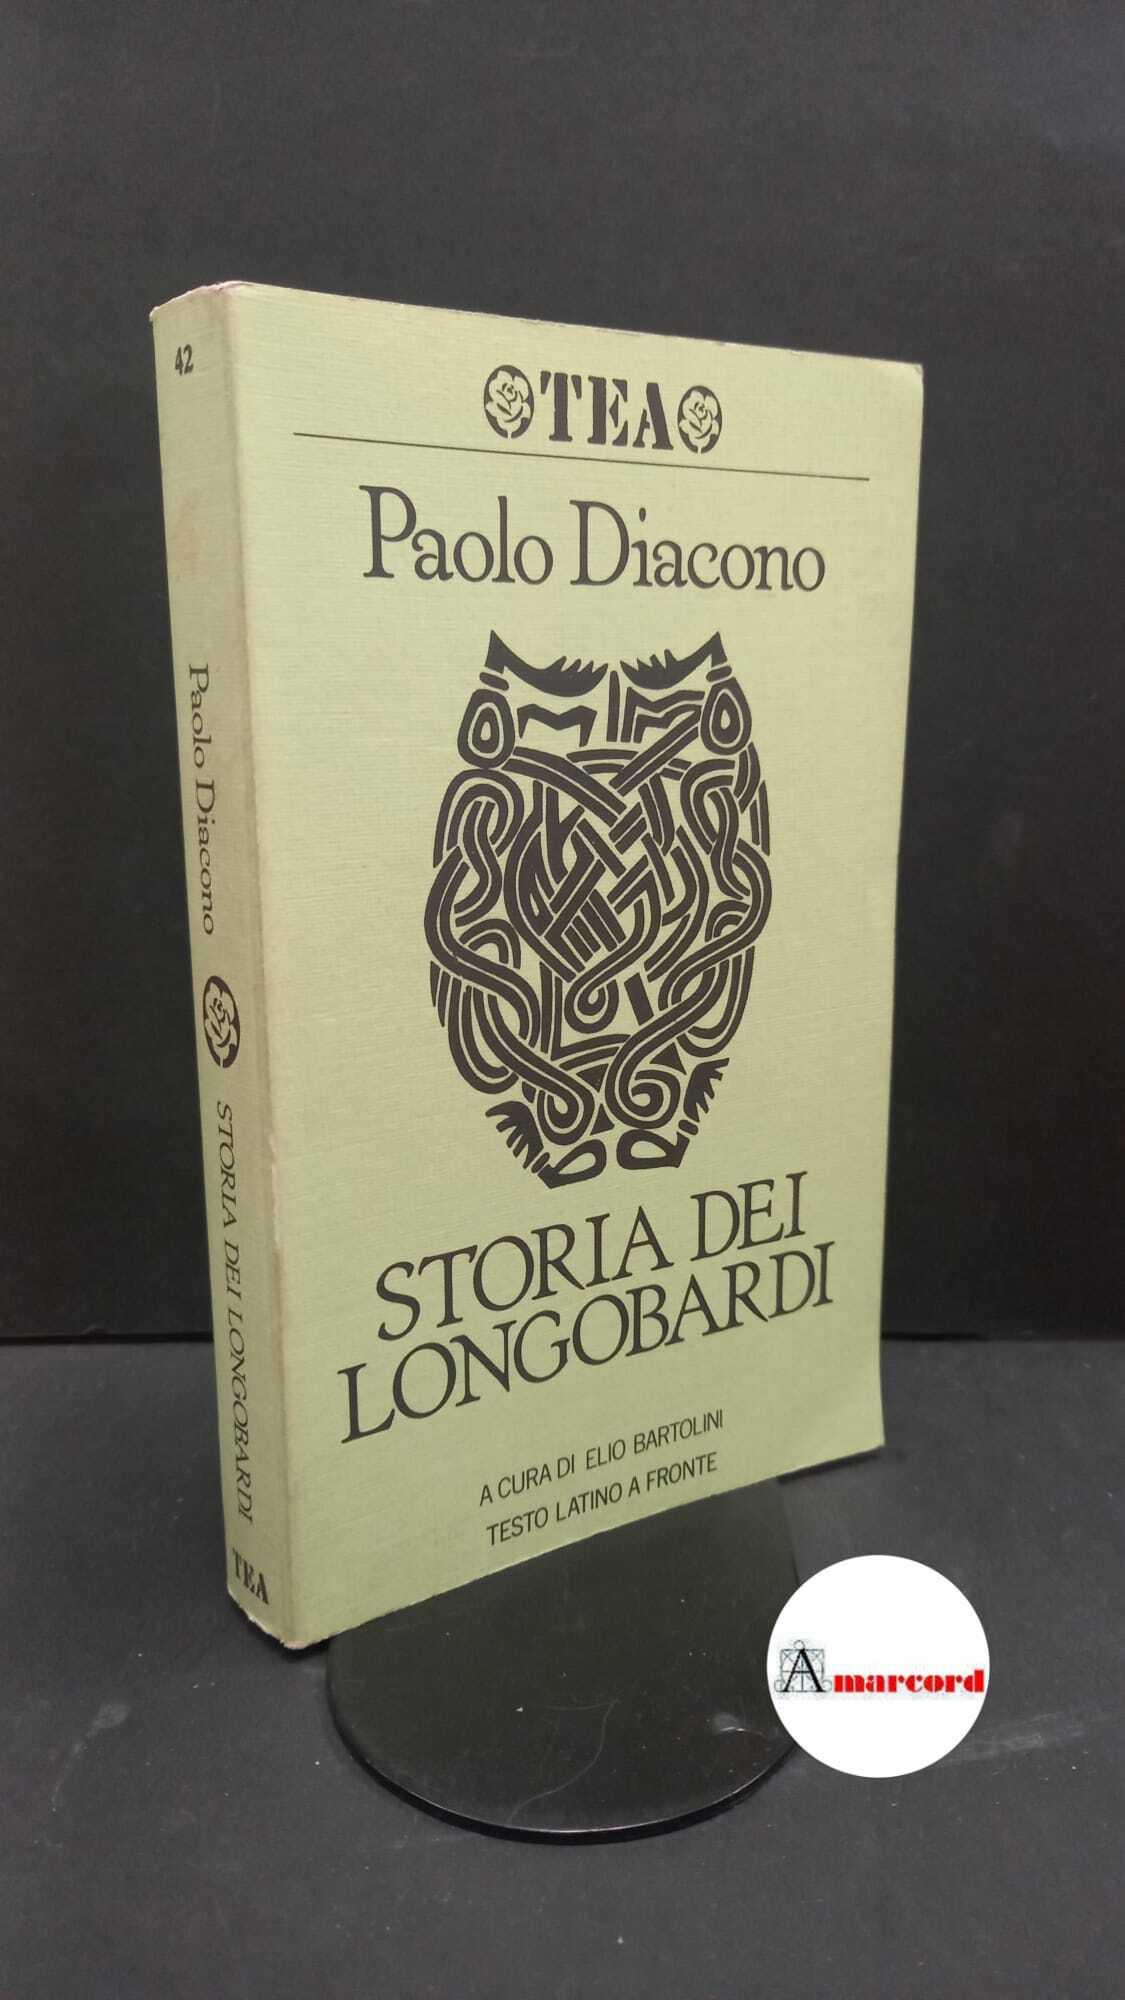 42
Paolo Diacono
STORIA DEI LONGOBARDI
TEA
TEA
Paolo Diacono
STORIA DEI
LONGOBARDI
A CURA DI ELIO BARTOLINI
TESTO LATINO A FRONTE
Amarcord